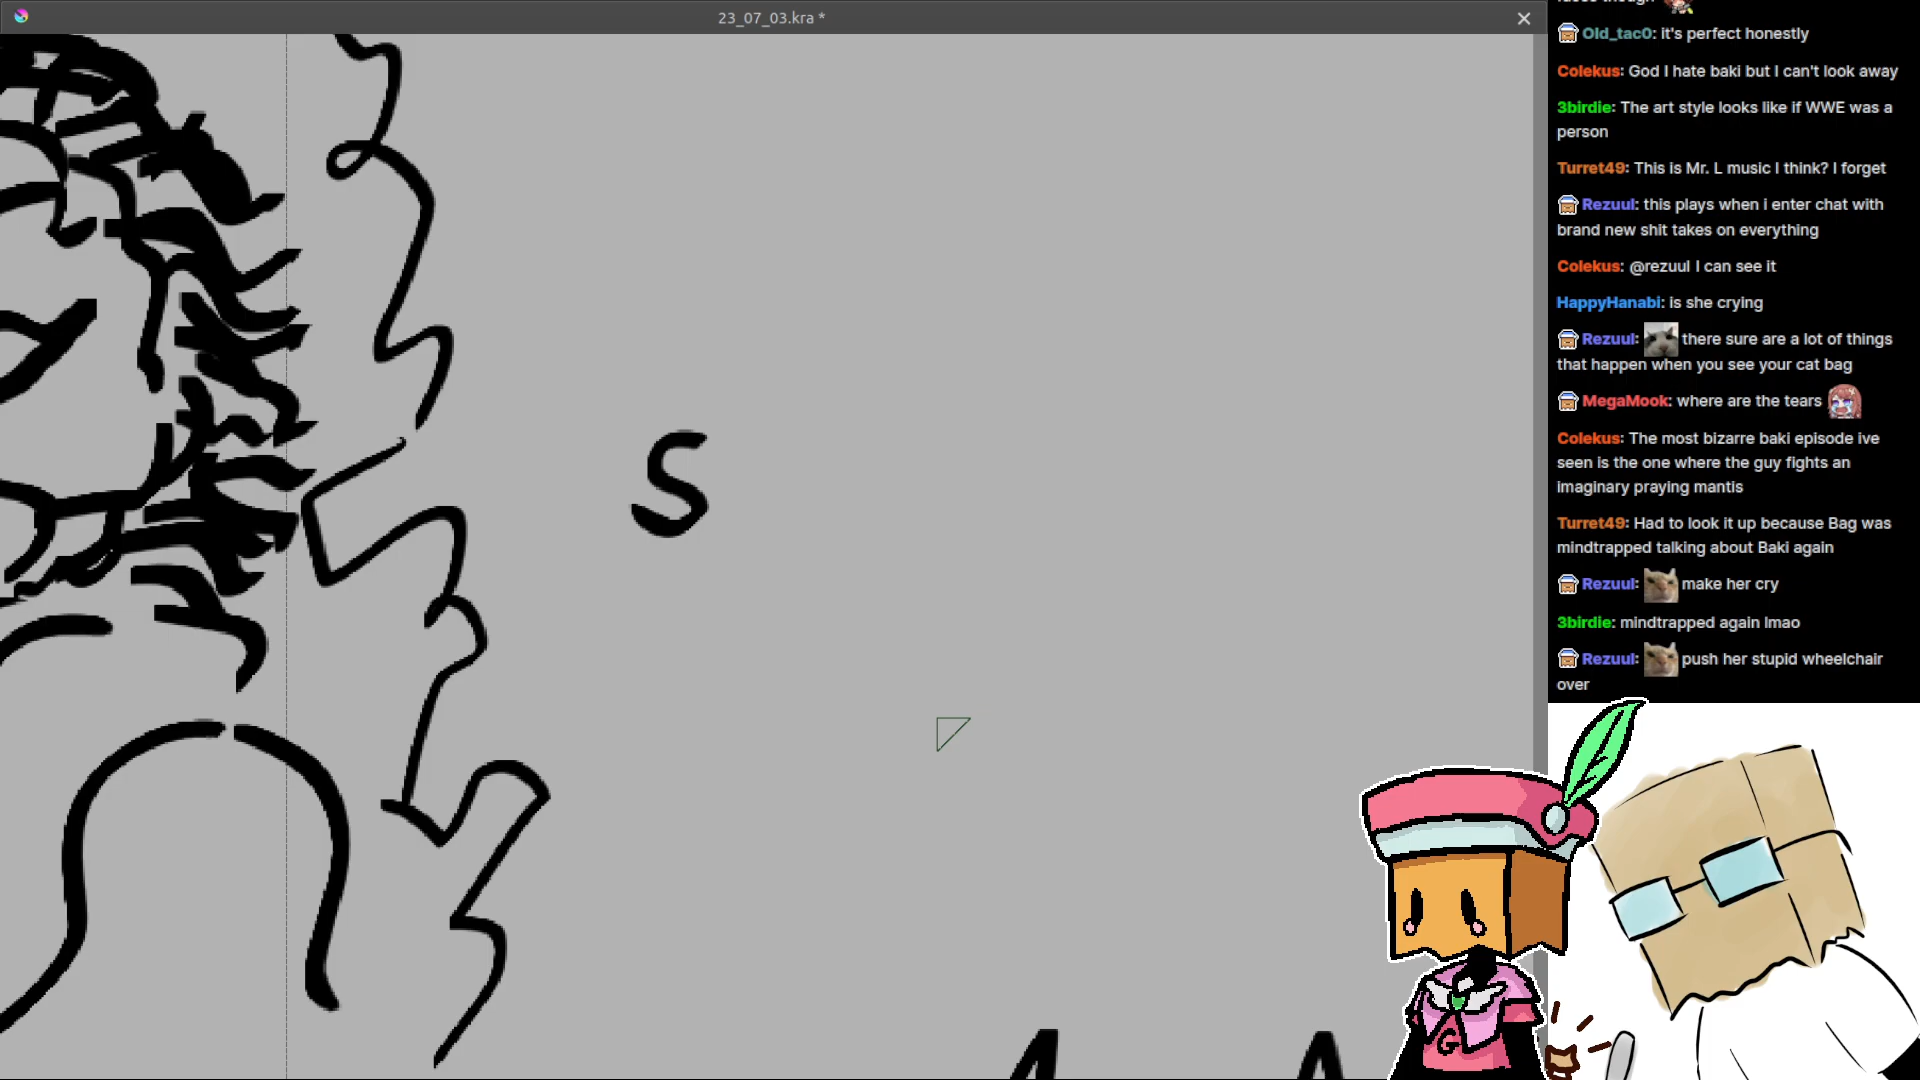 23_07_03.kra *
Old_tac0: it's perfect honestly
Colekus: God I hate baki but I can't look away
3birdie: The art style looks like if WWE was a
person
Turret49: This is Mr. L music I think? I forget
Rezuul: this plays when i enter chat with
brand new shit takes on everything
Colekus: @rezuul I can see it
HappyHanabi: is she crying
Rezuul: there sure are a lot of things
that happen when you see your cat bag
MegaMook: where are the tears
Colekus: The most bizarre baki episode ive
seen is the one where the guy fights an
imaginary praying mantis
Turret49: Had to look it up because Bag was
mindtrapped talking about Baki again
Rezuul: make her cry
3birdie: mindtrapped again lmao
Rezuul: push her stupid wheelchair
over
S
G